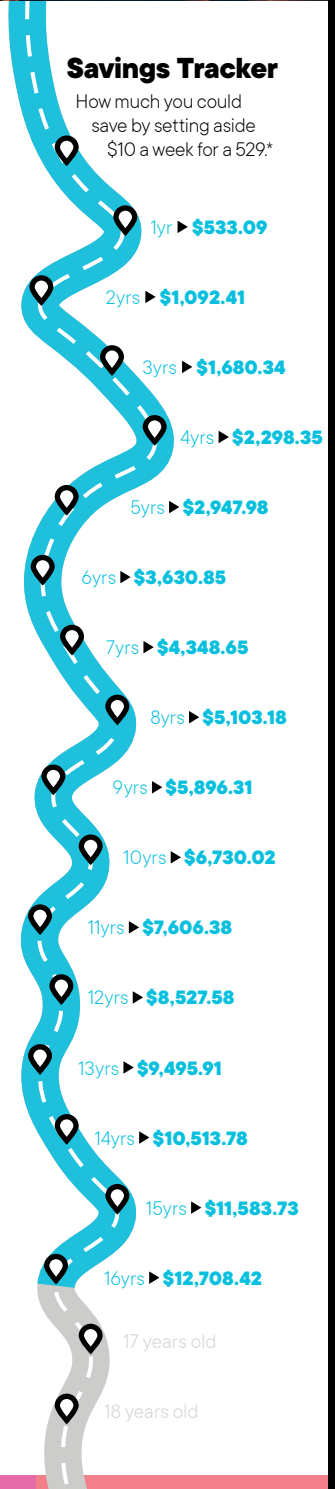 Savings Tracker
How much you could
save by setting aside
$10 a week for a 529.*
1yr ▶ $533.09
2yrs ▶ $1,092.41
3yrs ▶ $1,680.34
4yrs ▶ $2,298.35
5yrs ▶ $2,947.98
6yrs ▶ $3,630.85
7yrs ▶ $4,348.65
8yrs ▶ $5,103.18
9yrs ▶ $5,896.31
10yrs ▶ $6,730.02
11yrs ▶ $7,606.38
12yrs ▶ $8,527.58
13yrs ▶ $9,495.91
14yrs ▶ $10,513.78
15yrs ▶ $11,583.73
16yrs ▶ $12,708.42
17 years old
18 years old